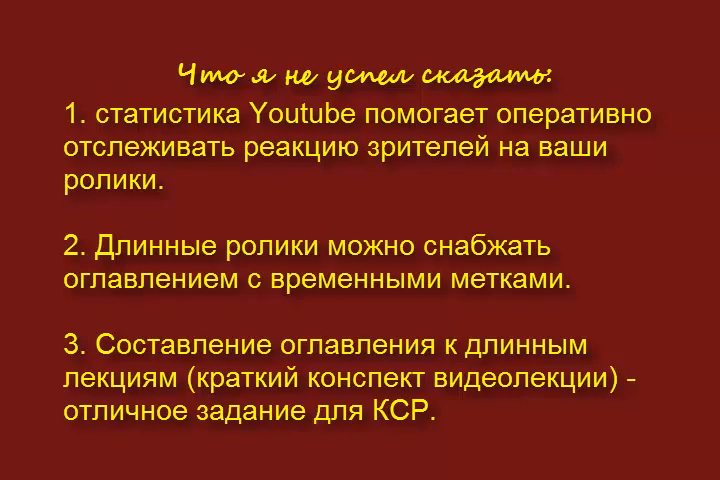 Что я не успел сказать:
1. статистика Youtube помогает оперативно
отслеживать реакцию зрителей на ваши
ролики.
2. Длинные ролики можно снабжать
оглавлением с временными метками.
3. Составление оглавления к длинным
лекциям (краткий конспект видеолекции) -
отличное задание для КСР.